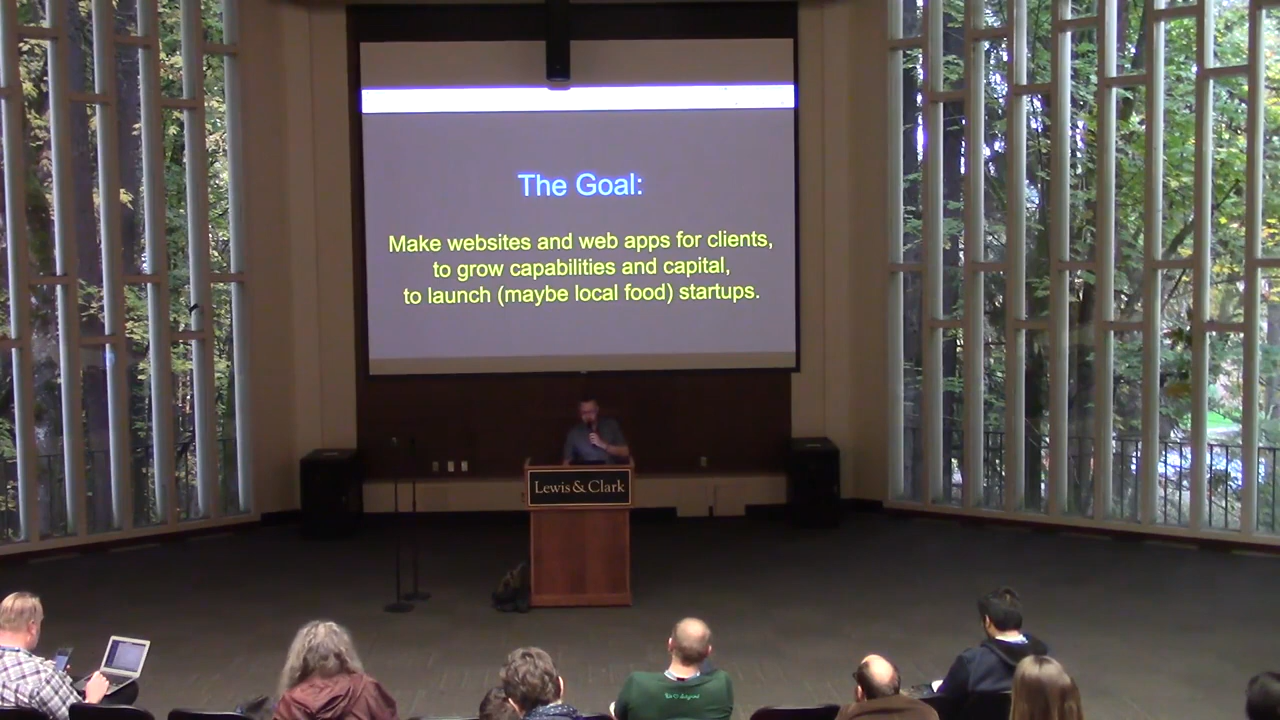 The Goal:
Make websites and web apps for clients,
to grow capabilities and capital,
to launch (maybe local food) startups.
Lewis & Clark